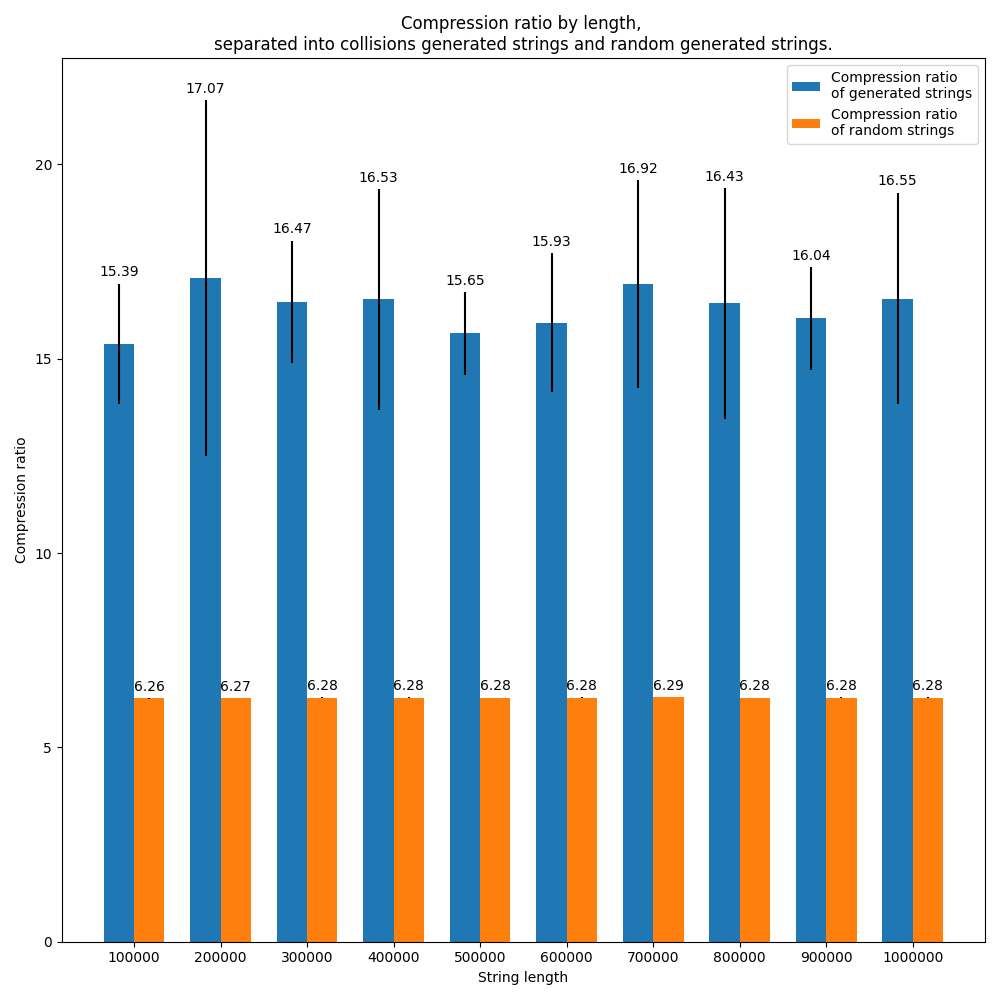 Compression ratio by length,
separated into collisions generated strings and random generated strings.
Compression ratio
of generated strings
Compression ratio
of random strings
Compression ratio
20
15
10
5
0
15.39
17.07
16.47
16.53
15.65
15.93
16.92
16.43
16.04
16.55
6.26
6.27
6.28
6.28
6.28
6.28
6.29
6.28
6.28
6.28
100000 200000 300000 400000 500000 600000 700000 800000 900000 1000000
String length